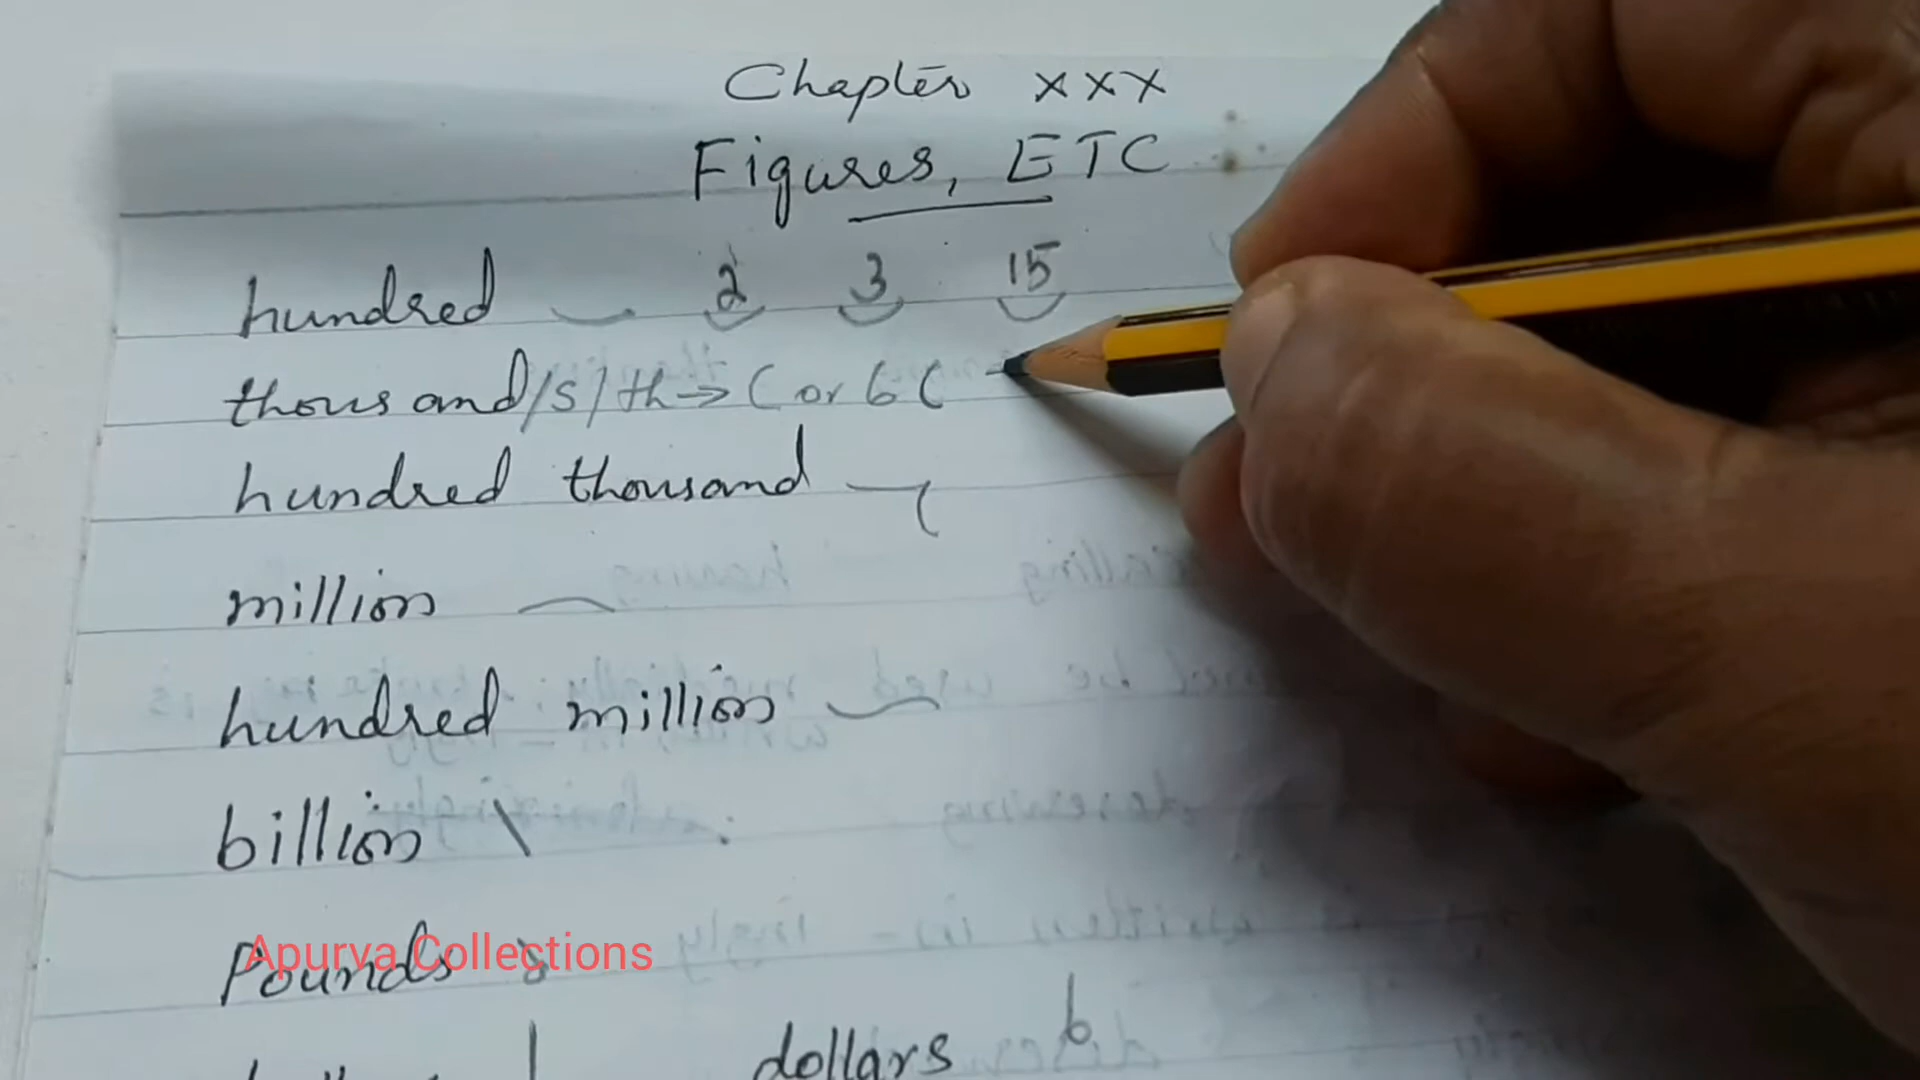 Chapter XXX
Figures, ETC
hundred 2 3 15
thousand/s/th → ( or 6 (
hundred thousand
million
hundred million
billion \
Pounds
Apurva Collections
dollars